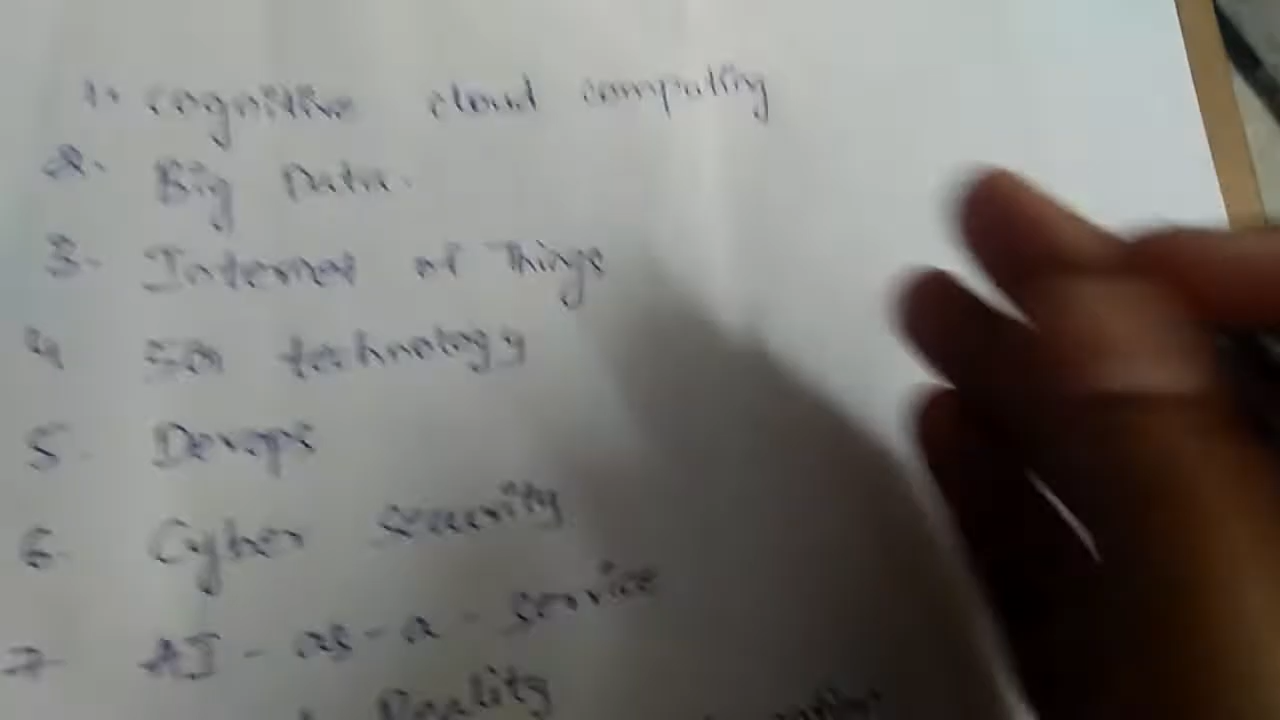 1. cognitive cloud computing
2. Big Data.
3. Internet of Things
4 technology
5. Devops
6. Cyber security
7 AI-as-a-service
Reality